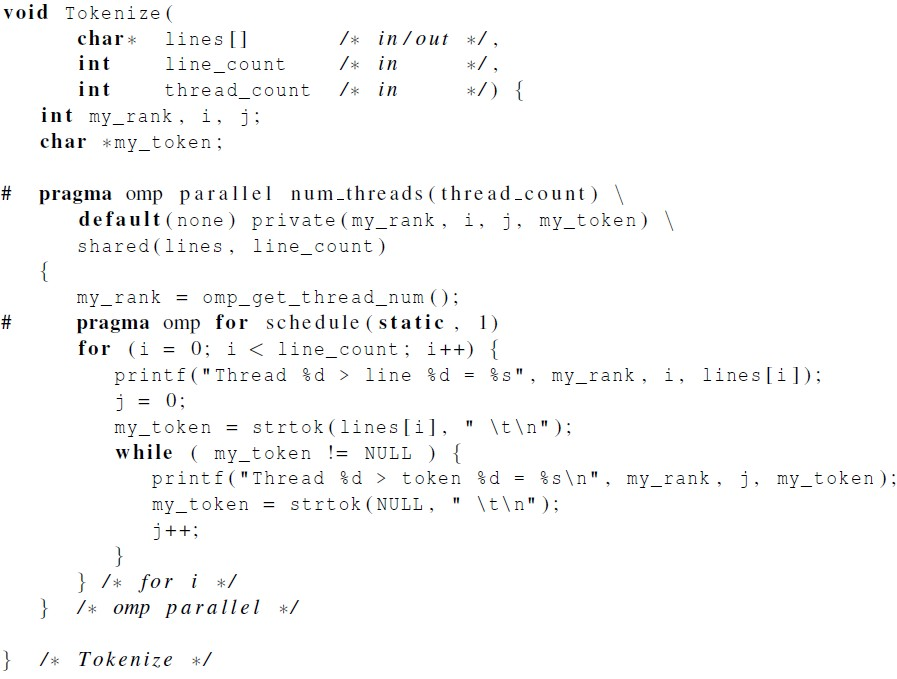 void Tokenize(
      char*  lines[]       /* in/out */,
      int    line_count    /* in     */,
      int    thread_count  /* in     */) {
   int my_rank, i, j;
   char *my_token;

#  pragma omp parallel num_threads(thread_count) \
      default(none) private(my_rank, i, j, my_token) \
      shared(lines, line_count)
   {
      my_rank = omp_get_thread_num();
#     pragma omp for schedule(static, 1)
      for (i = 0; i < line_count; i++) {
         printf("Thread %d > line %d = %s", my_rank, i, lines[i]);
         j = 0;
         my_token = strtok(lines[i], " \t\n");
         while ( my_token != NULL ) {
            printf("Thread %d > token %d = %s\n", my_rank, j, my_token);
            my_token = strtok(NULL, " \t\n");
            j++;
         }
      } /* for i */
   }  /* omp parallel */

}  /* Tokenize */